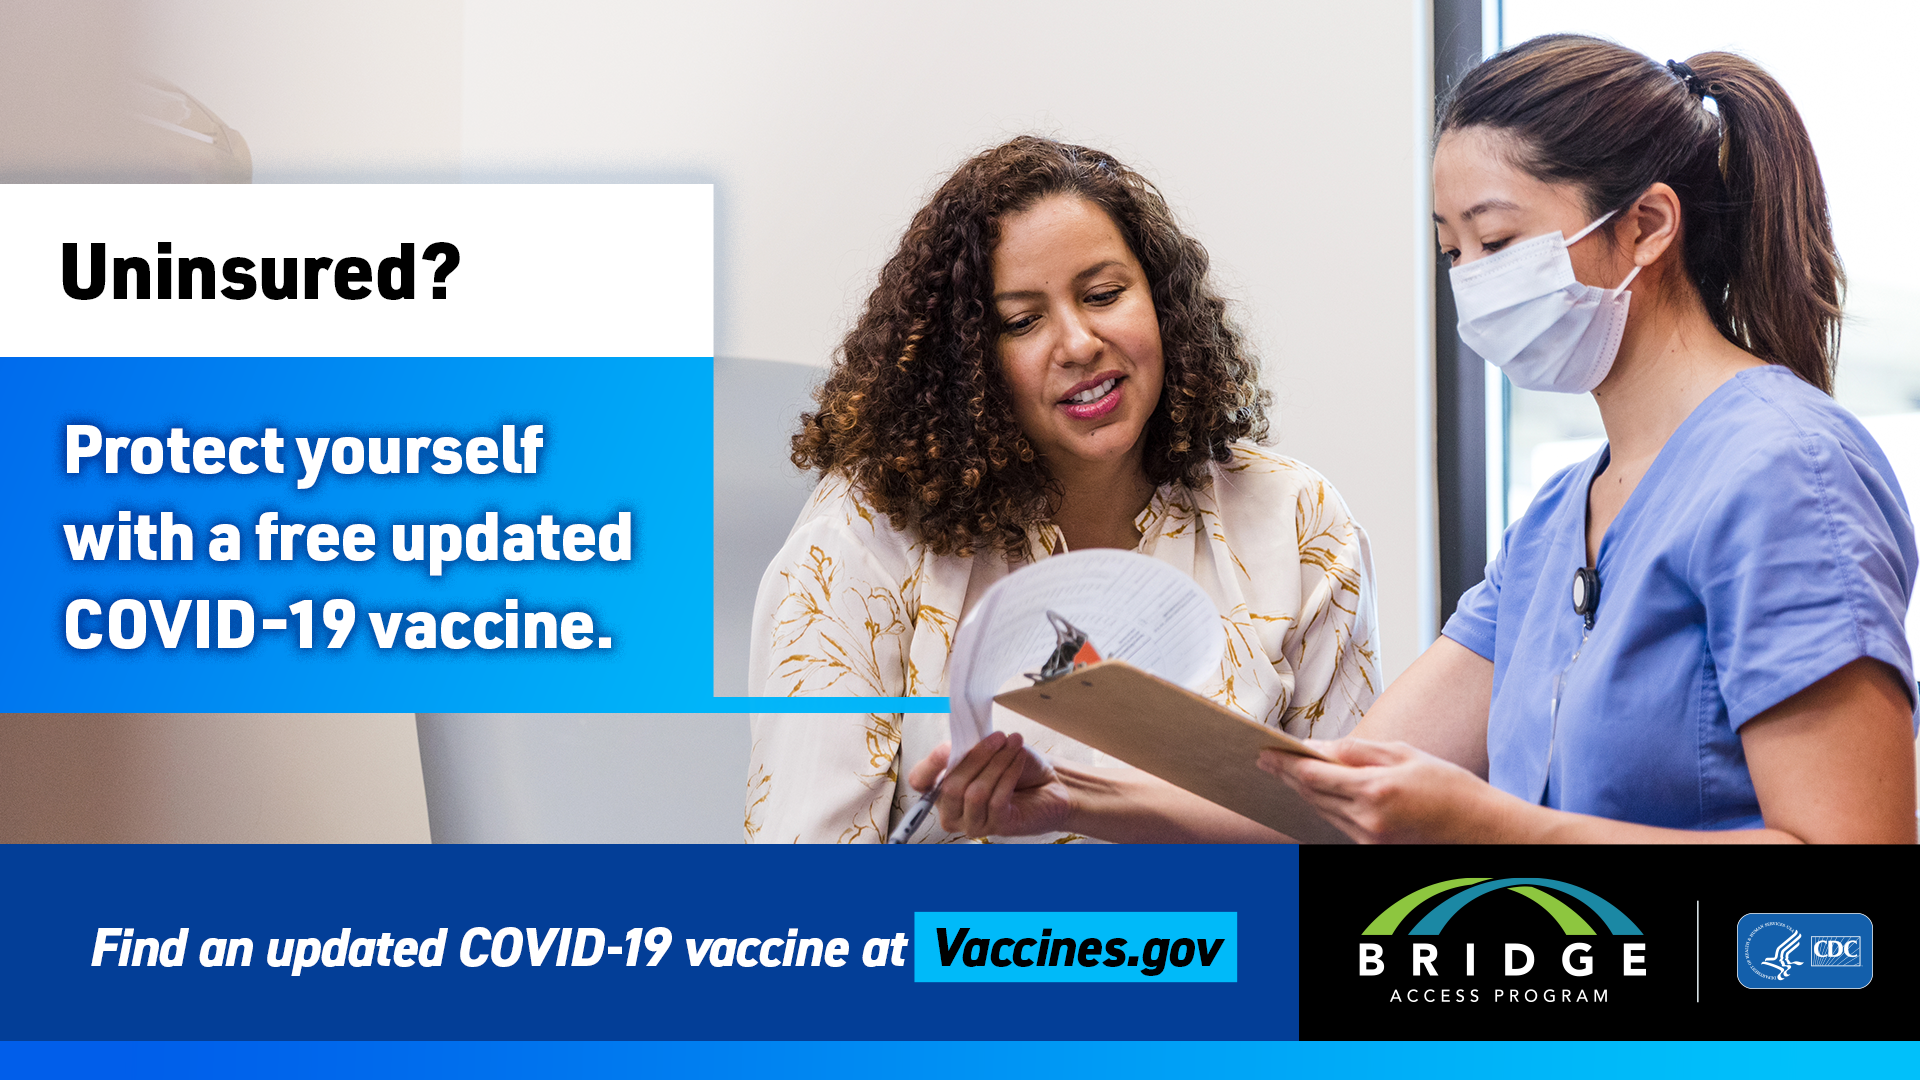 Uninsured?
Protect yourself
with a free updated
COVID-19 vaccine.
Find an updated COVID-19 vaccine at Vaccines.gov
BRIDGE
ACCESS PROGRAM
CDC